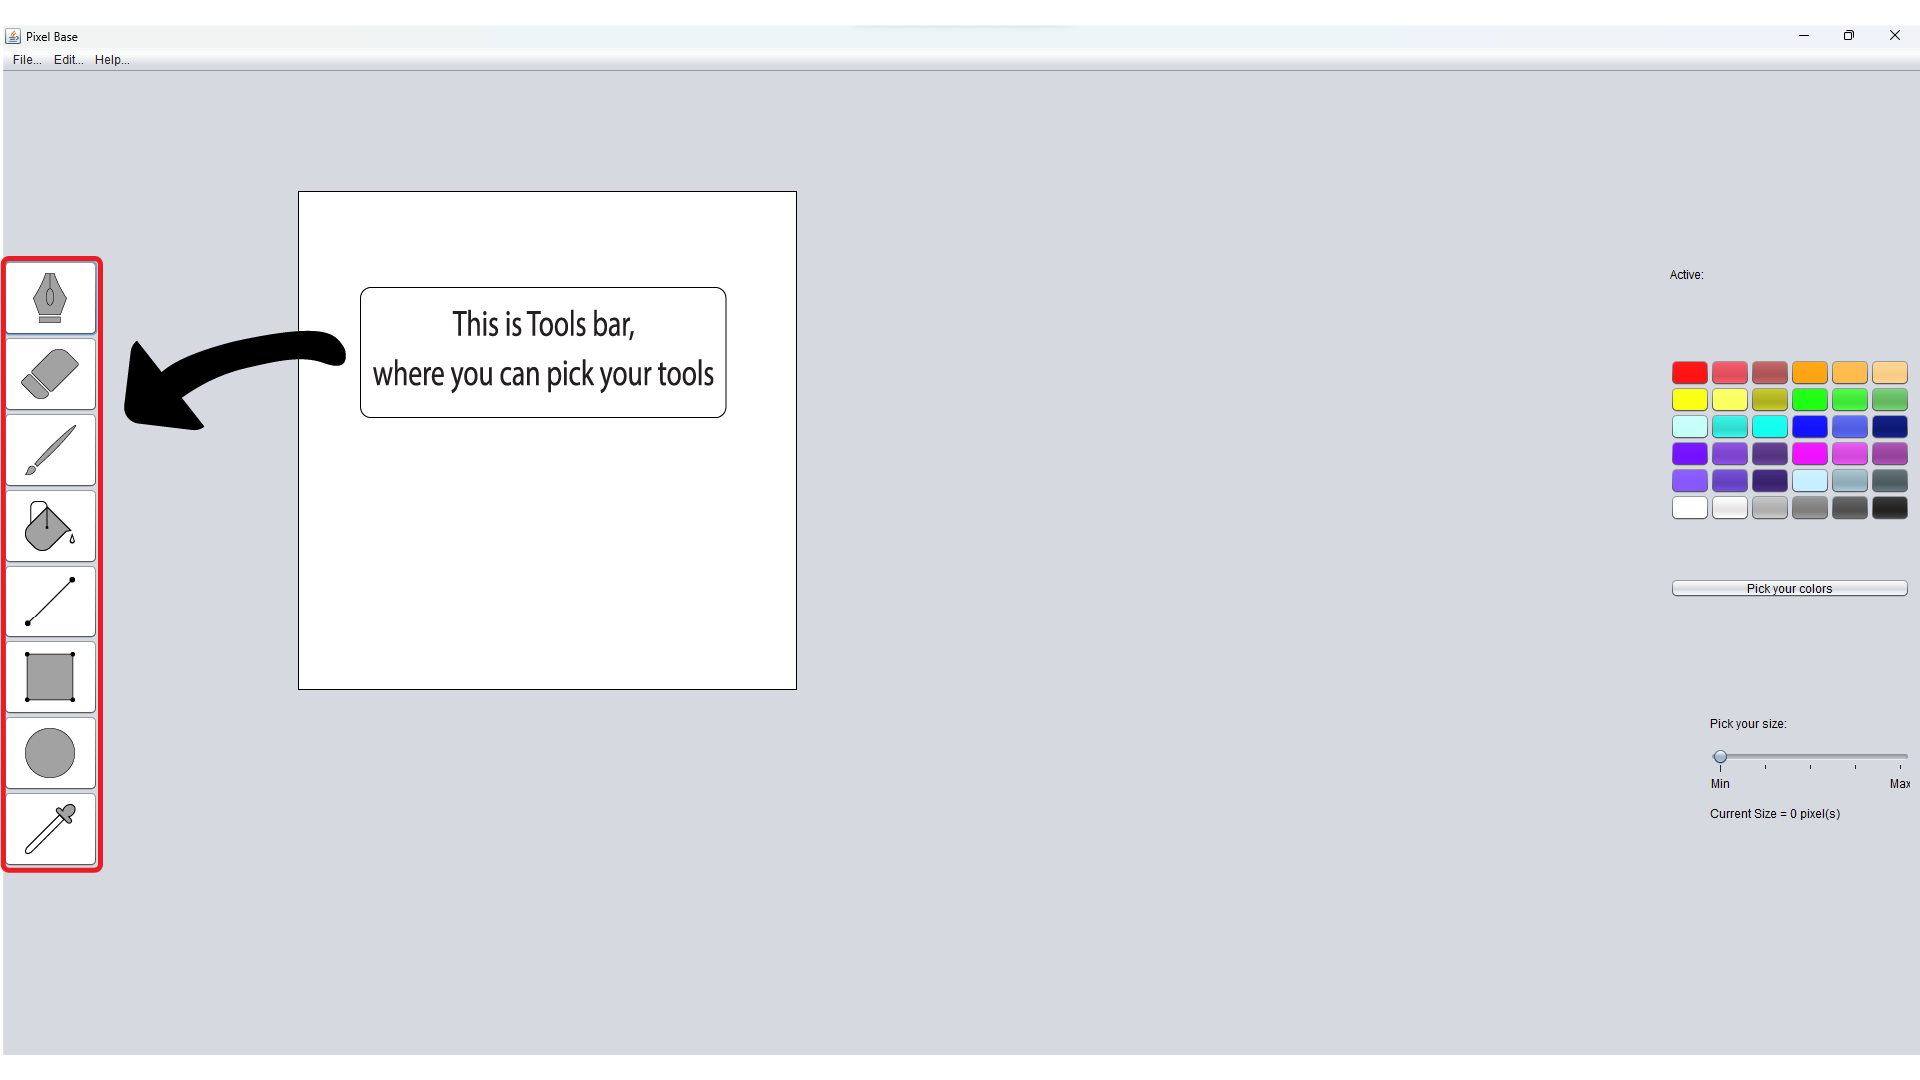 Pixel Base
File... Edit... Help...
This is Tools bar,
where you can pick your tools
Active:
Pick your colors
Pick your size:
Min Max
Current Size = 0 pixel(s)